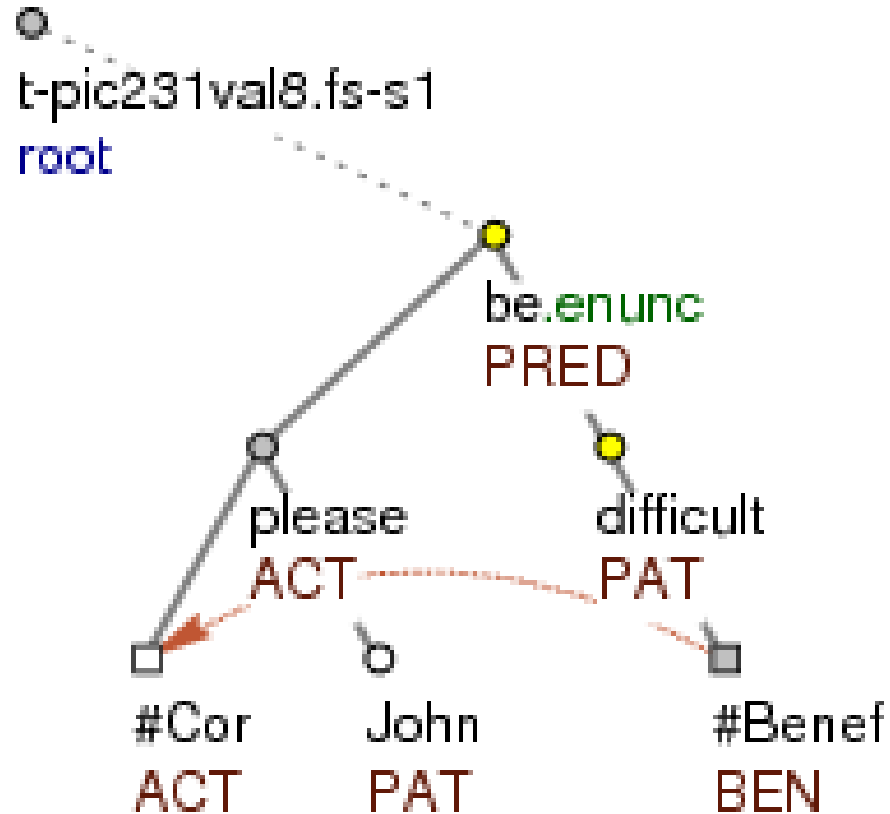 t-pic231val8.fs-s1
root
be.enunc
PRED
please
difficult
ACT
PAT
#Cor
John
#Benef
ACT
PAT
BEN